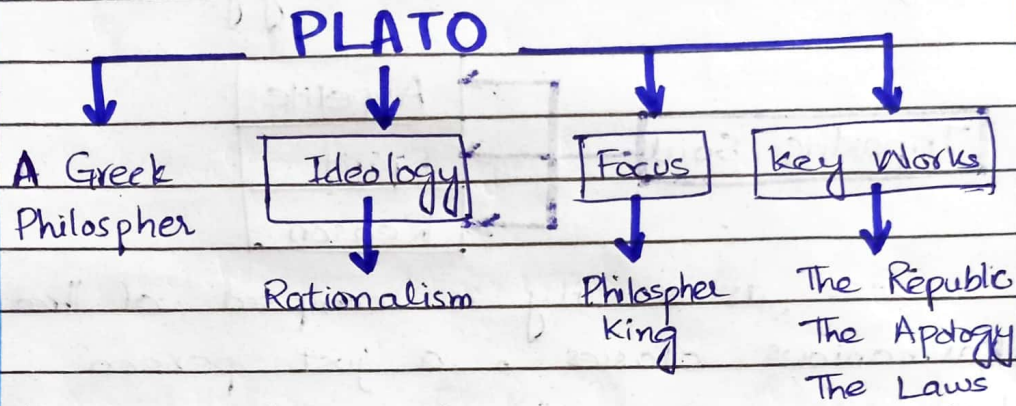 PLATO
A Greek
Philospher
Ideology
Rationalism
Focus
Philospher
King
Key Works
The Republic
The Apology
The Laws